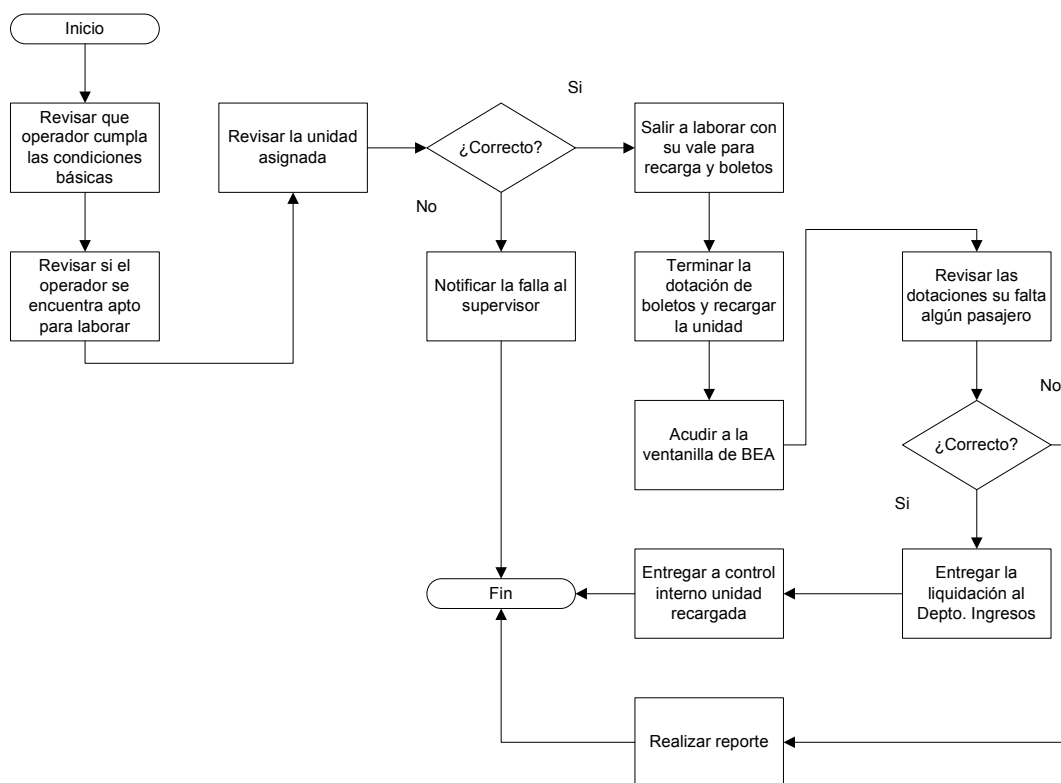 Inicio
Revisar que
operador cumpla
las condiciones
básicas
Revisar si el
operador se
encuentra apto
para laborar
Revisar la unidad
asignada
¿Correcto?
Si
No
Notificar la falla al
supervisor
Salir a laborar con
su vale para
recarga y boletos
Terminar la
dotación de
boletos y recargar
la unidad
Acudir a la
ventanilla de BEA
Revisar las
dotaciones su falta
algún pasajero
¿Correcto?
No
Si
Entregar la
liquidación al
Depto. Ingresos
Entregar a control
interno unidad
recargada
Fin
Realizar reporte